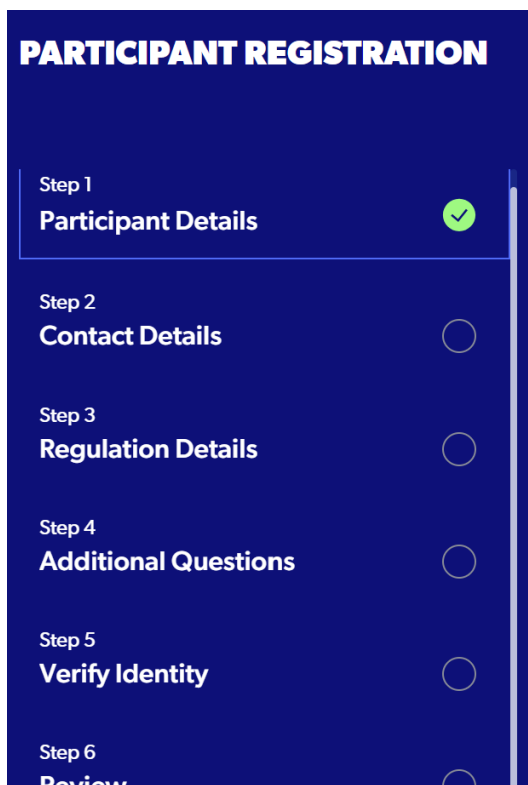 PARTICIPANT REGISTRATION
Step 1
Participant Details
Step 2
Contact Details
Step 3
Regulation Details
Step 4
Additional Questions
Step 5
Verify Identity
Step 6
Review